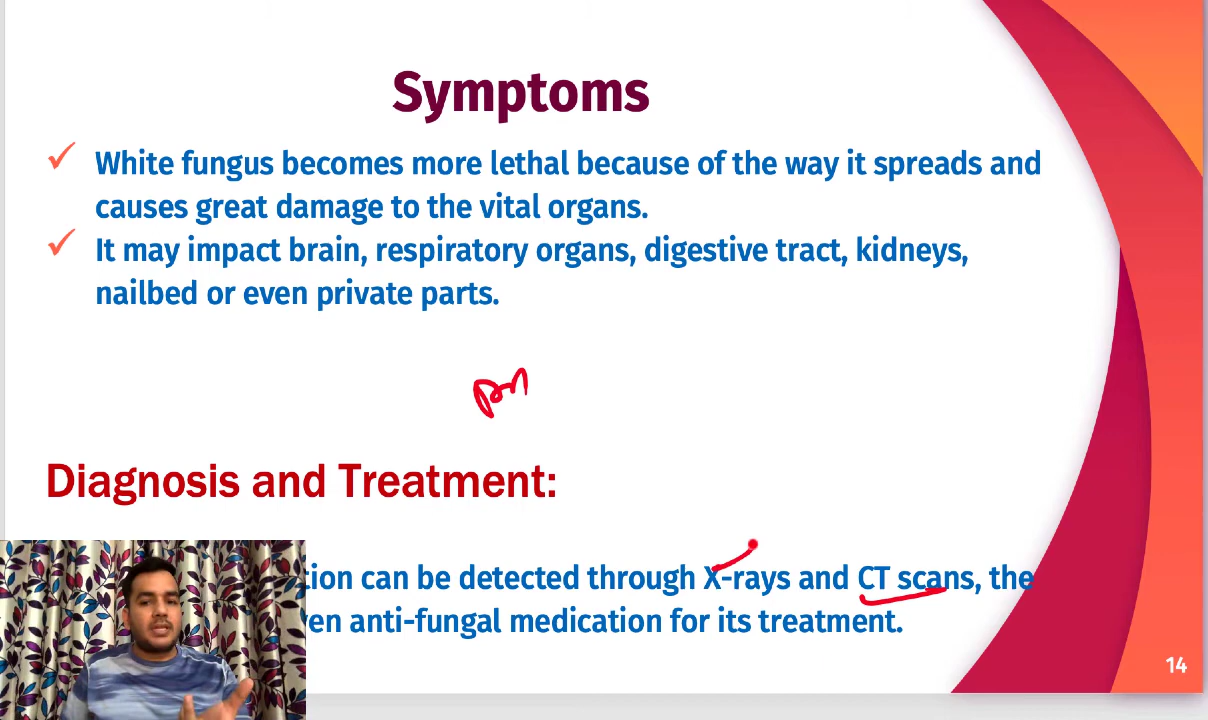 Symptoms
✓ White fungus becomes more lethal because of the way it spreads and
causes great damage to the vital organs.
✓ It may impact brain, respiratory organs, digestive tract, kidneys,
nailbed or even private parts.
Diagnosis and Treatment:
can be detected through X-rays and CT scans, the
anti-fungal medication for its treatment.
14